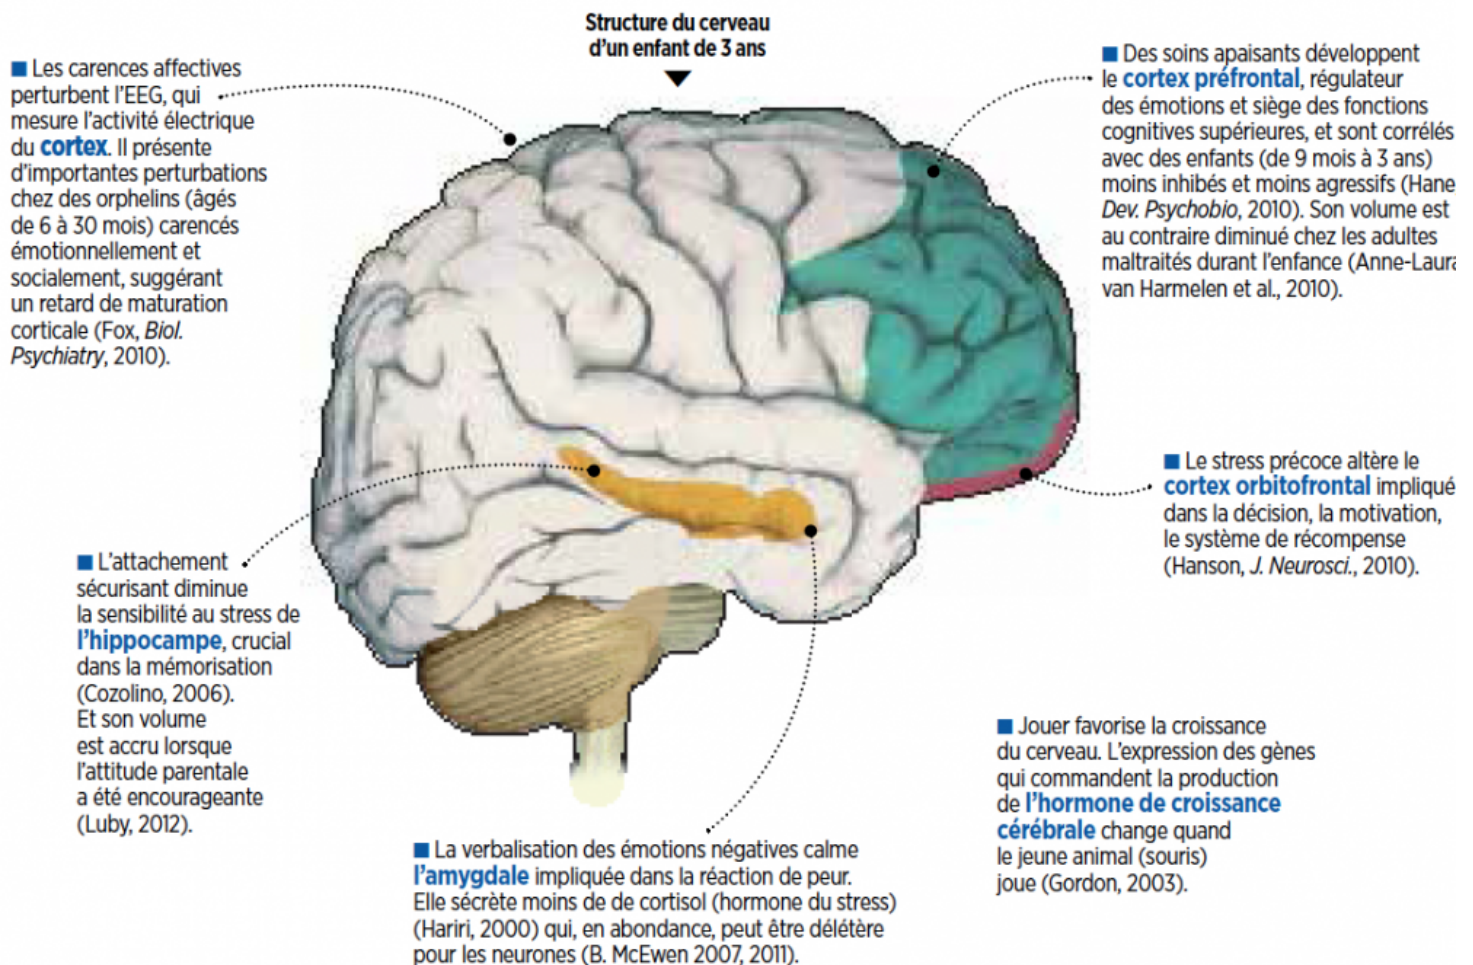 Structure du cerveau
d'un enfant de 3 ans
■ Les carences affectives
perturbent l'EEG, qui
mesure l'activité électrique
du cortex. Il présente
d'importantes perturbations
chez des orphelins (âgés
de 6 à 30 mois) carencés
émotionnellement et
socialement, suggérant
un retard de maturation
corticale (Fox, Biol.
Psychiatry, 2010).
■ Des soins apaisants développent
le cortex préfrontal, régulateur
des émotions et siège des fonctions
cognitives supérieures, et sont corrélés
avec des enfants (de 9 mois à 3 ans)
moins inhibés et moins agressifs (Hane
Dev. Psychobio, 2010). Son volume est
au contraire diminué chez les adultes
maltraités durant l'enfance (Anne-Laura
van Harmelen et al., 2010).
■ Le stress précoce altère le
cortex orbitofrontal impliqué
dans la décision, la motivation,
le système de récompense
(Hanson, J. Neurosci., 2010).
■ L'attachement
sécurisant diminue
la sensibilité au stress de
l'hippocampe, crucial
dans la mémorisation
(Cozolino, 2006).
Et son volume
est accru lorsque
l'attitude parentale
a été encourageante
(Luby, 2012).
■ La verbalisation des émotions négatives calme
l'amygdale impliquée dans la réaction de peur.
Elle sécrète moins de de cortisol (hormone du stress)
(Hariri, 2000) qui, en abondance, peut être délétère
pour les neurones (B. McEwen 2007, 2011).
■ Jouer favorise la croissance
du cerveau. L'expression des gènes
qui commandent la production
de l'hormone de croissance
cérébrale change quand
le jeune animal (souris)
joue (Gordon, 2003).